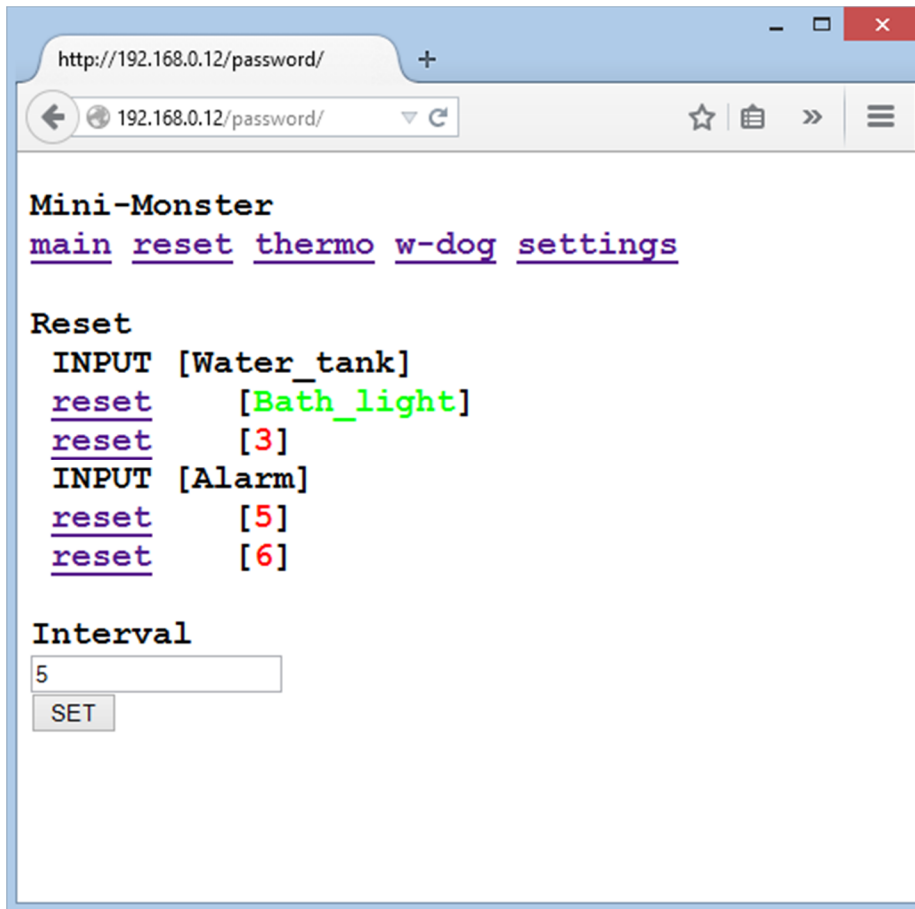 http://192.168.0.12/password/
192.168.0.12/password/
Mini-Monster
main reset thermo w-dog settings
Reset
INPUT [Water_tank]
reset [Bath_light]
reset [3]
INPUT [Alarm]
reset [5]
reset [6]
Interval
5
SET